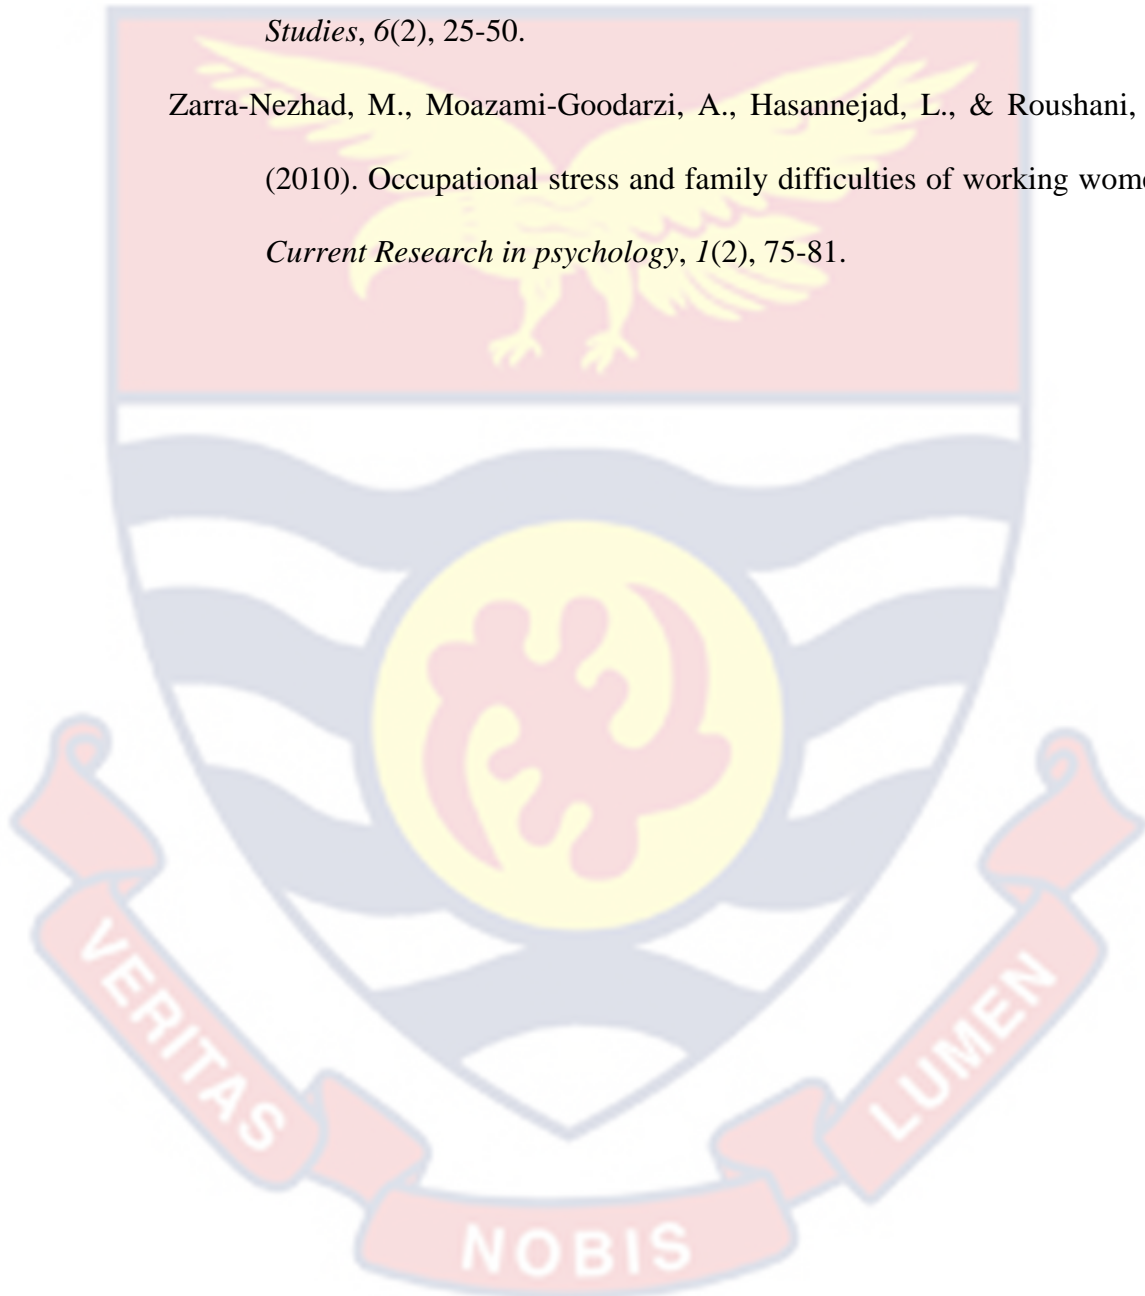 Studies, 6(2), 25-50.
Zarra-Nezhad, M., Moazami-Goodarzi, A., Hasannejad, L., & Roushani,
(2010). Occupational stress and family difficulties of working
Current Research in psychology, 1(2), 75-81.
VERITAS
NOBIS
LUMEN